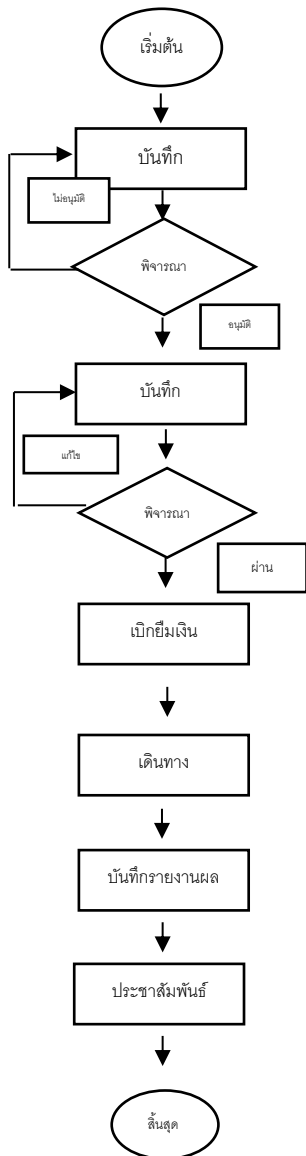 เริ่มต้น
บันทึก
ไม่อนุมัติ
พิจารณา
อนุมัติ
บันทึก
แก้ไข
พิจารณา
ผ่าน
เบิกยืมเงิน
เดินทาง
บันทึกรายงานผล
ประชาสัมพันธ์
สิ้นสุด